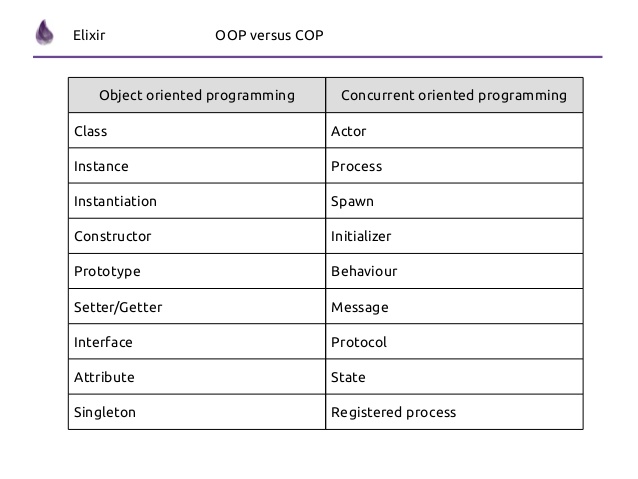 Elixir OOP versus COP
Object oriented programming Concurrent oriented programming
Class Actor
Instance Process
Instantiation Spawn
Constructor Initializer
Prototype Behaviour
Setter/Getter Message
Interface Protocol
Attribute State
Singleton Registered process